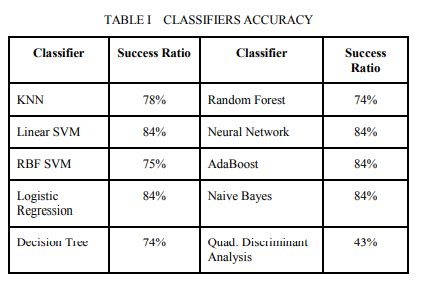 TABLE I CLASSIFIERS ACCURACY
Classifier Success Ratio Classifier Success
Ratio
KNN 78% Random Forest 74%
Linear SVM 84% Neural Network 84%
RBF SVM 75% AdaBoost 84%
Logistic
Regression 84% Naive Bayes 84%
Decision Tree 74% Quad. Discriminant
Analysis 43%